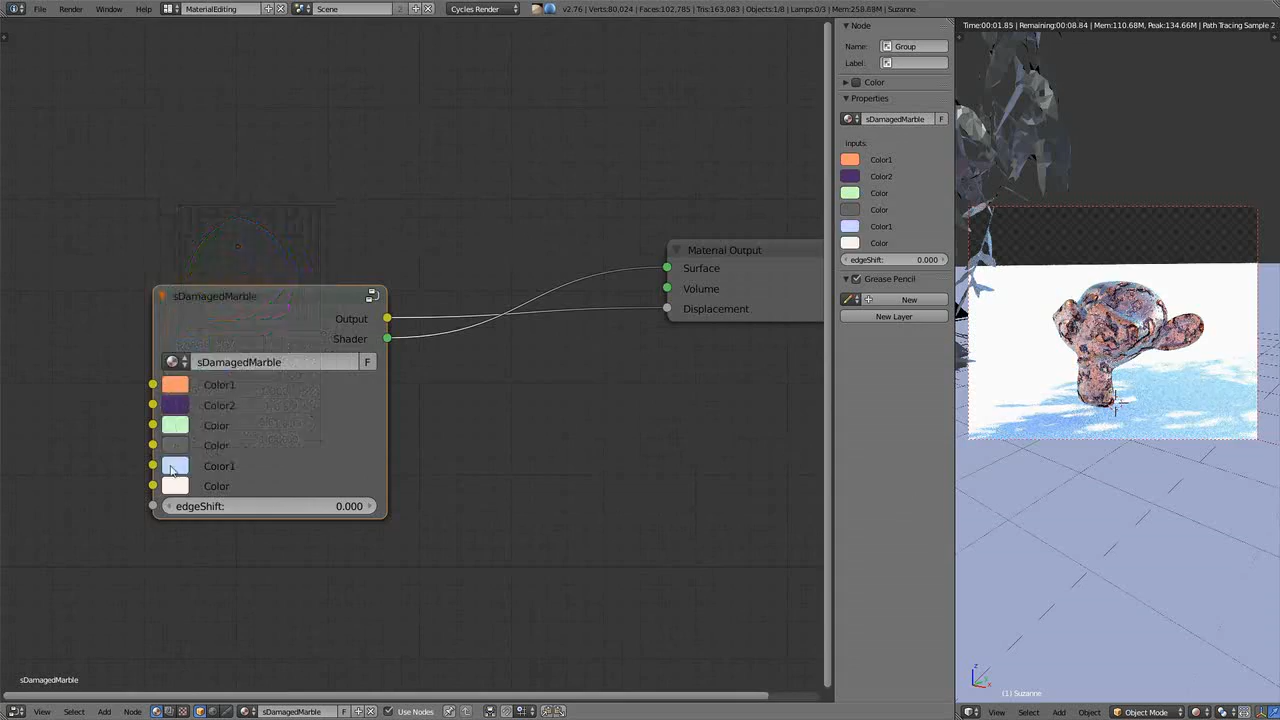 File Render Window Help MaterialEditing Scene 2 Cycles Render v2.76 | Verts:80,024 | Faces:102,785 | Tris:163,083 | Objects:1/8 | Lamps:0/3 | Mem:258.68M | Suzanne
Time:00:01.85 | Remaining:00:08.84 | Mem:110.68M, Peak:134.66M | Path Tracing Sample 2
Node
Name: Group
Label:
Color
Properties
sDamagedMarble F
Inputs:
Color1
Color2
Color
Color
Color1
Color
edgeShift: 0.000
Grease Pencil
New
New Layer
Material Output
Surface
Volume
Displacement
sDamagedMarble
Output
Shader
sDamagedMarble F
Color1
Color2
Color
Color
Color1
Color
edgeShift: 0.000
sDamagedMarble
z
x
(1) Suzanne
View Select Add Node sDamagedMarble F Use Nodes
View Select Add Object Object Mode